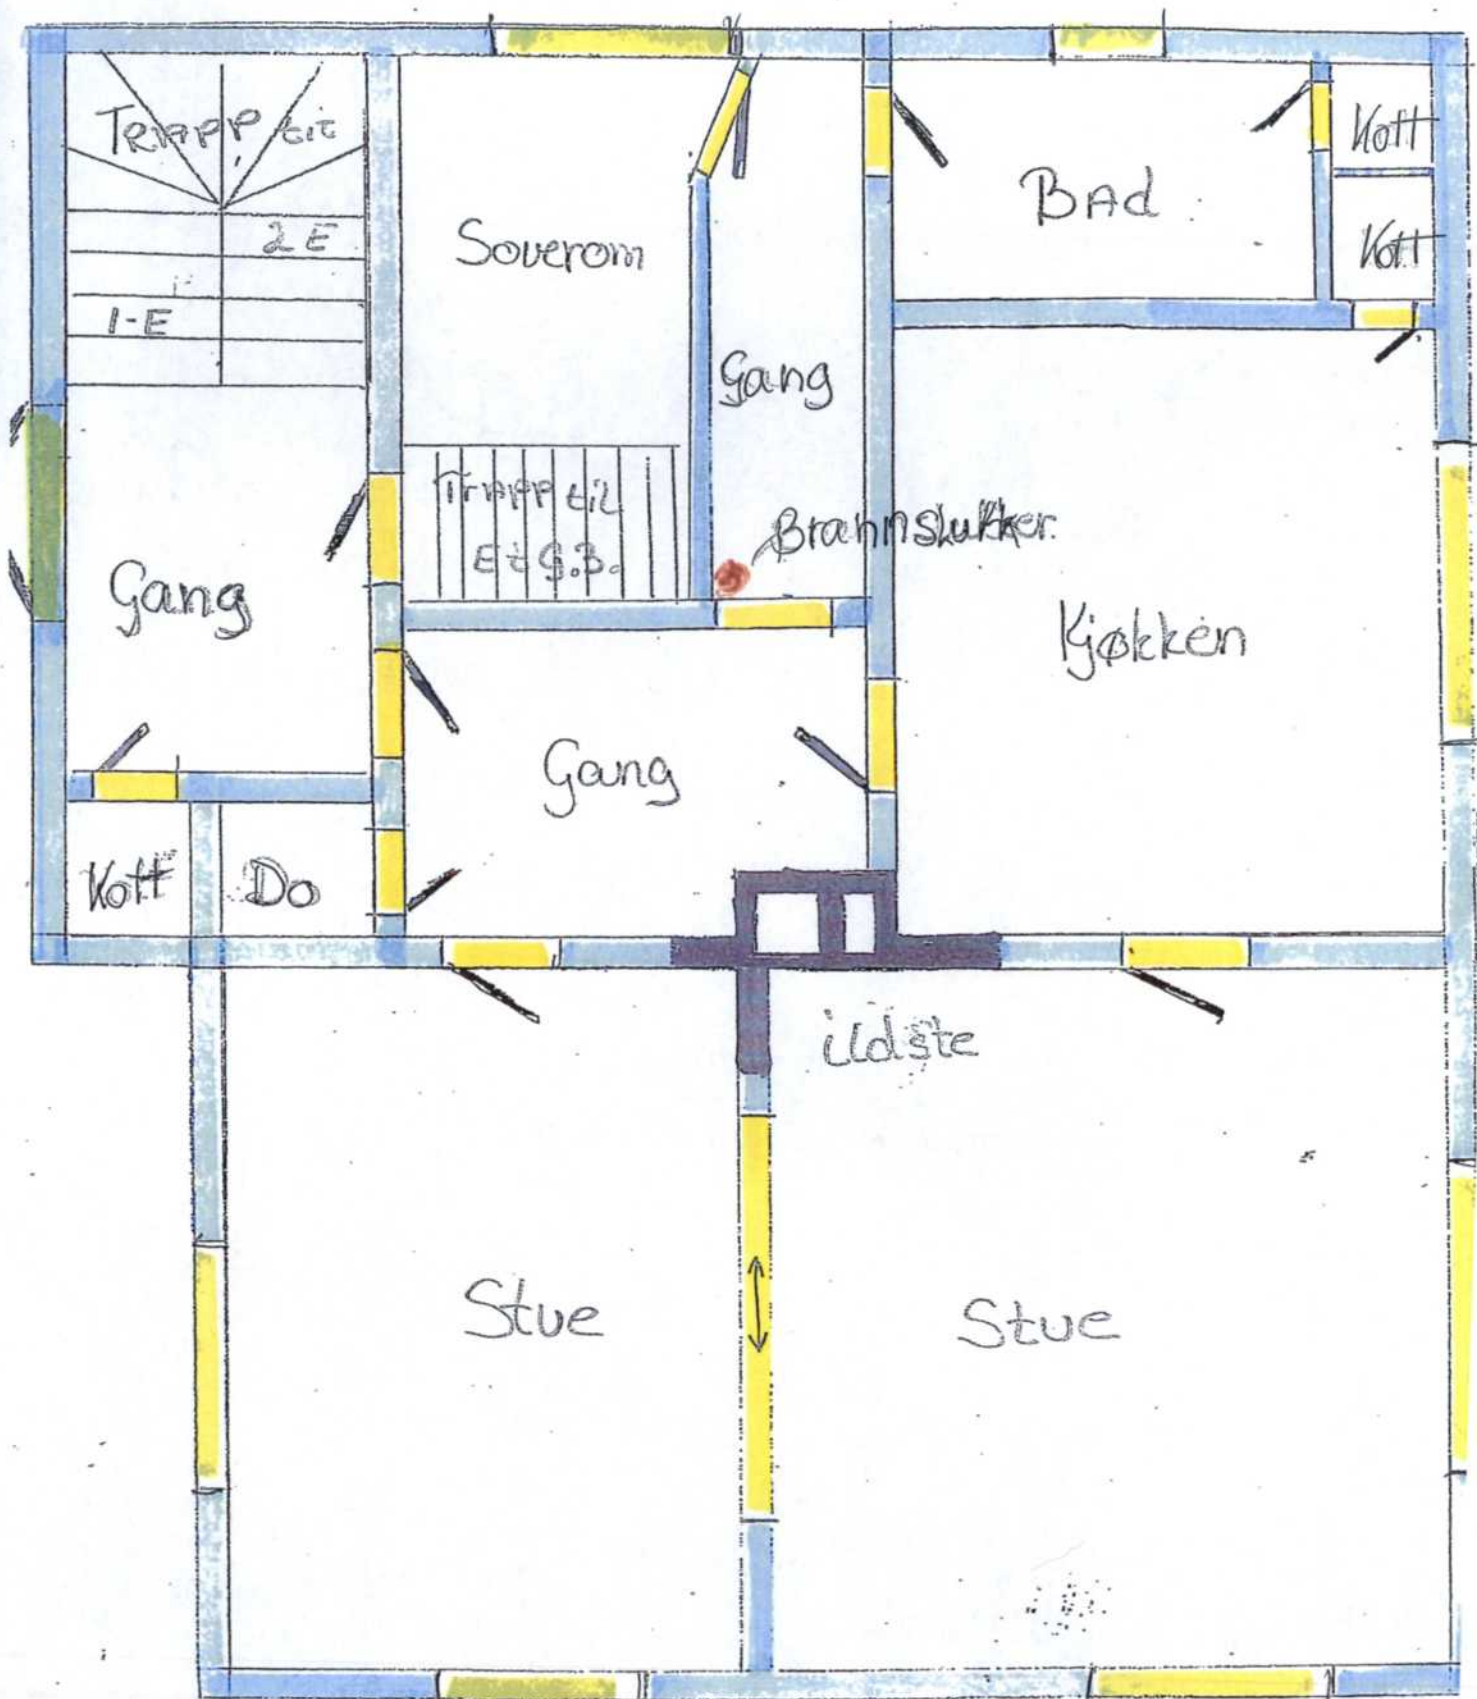 Trapp til
2E
1-E
Soverom
Bad
Kott
Kott
Gang
Trapp til
Etg.3.
Brannslukker.
Gang
Kjøkken
Gang
Kott
Do
ildste
Stue
Stue